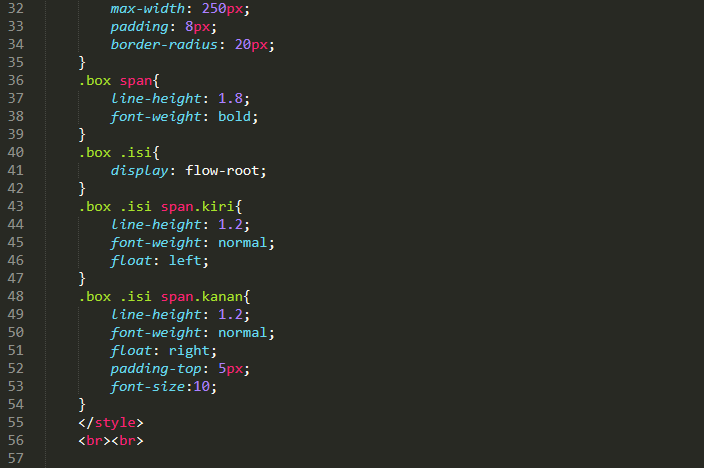 32 max-width: 250px;
33 padding: 8px;
34 border-radius: 20px;
35 }
36 .box span{
37 line-height: 1.8;
38 font-weight: bold;
39 }
40 .box .isi{
41 display: flow-root;
42 }
43 .box .isi span.kiri{
44 line-height: 1.2;
45 font-weight: normal;
46 float: left;
47 }
48 .box .isi span.kanan{
49 line-height: 1.2;
50 font-weight: normal;
51 float: right;
52 padding-top: 5px;
53 font-size:10;
54 }
55 </style>
56 <br><br>
57